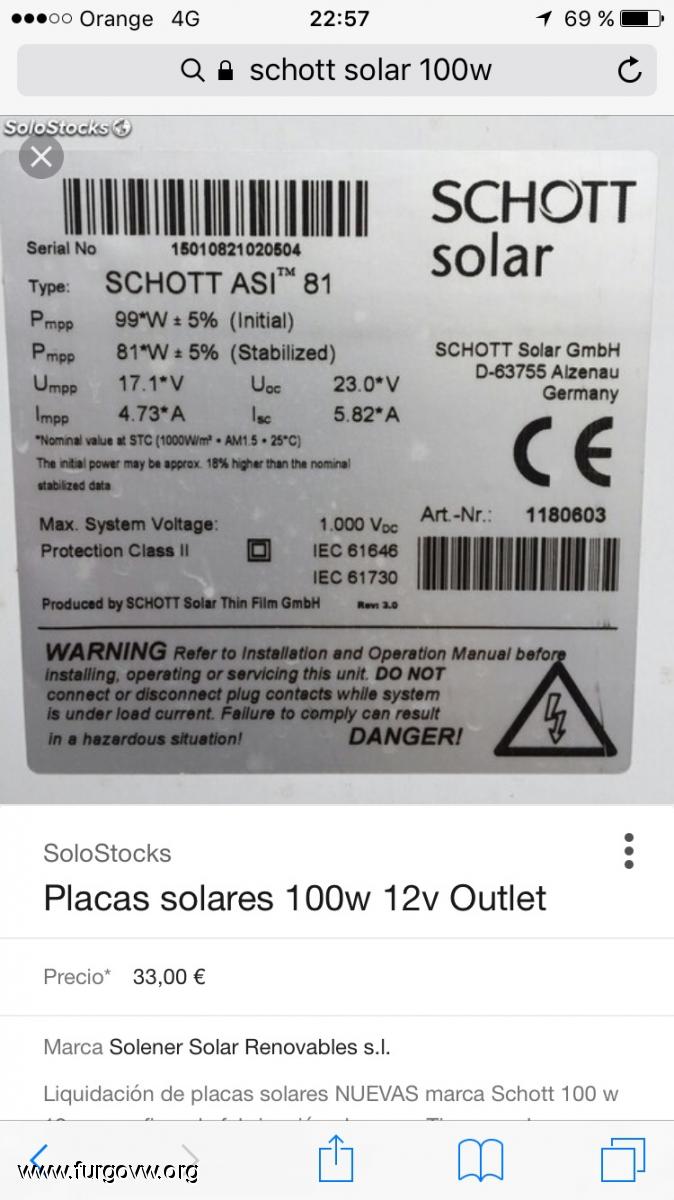 Orange 4G 22:57 69 %
schott solar 100w
SoloStocks
SCHOTT
solar
Serial No 15010821020504
Type: SCHOTT ASI™ 81
Pmpp 99*W ± 5% (Initial)
Pmpp 81*W ± 5% (Stabilized)
Umpp 17.1*V Uoc 23.0*V
Impp 4.73*A Isc 5.82*A
*Nominal value at STC (1000W/m² • AM1.5 • 25°C)
The initial power may be approx. 18% higher than the nominal
stabilized data
SCHOTT Solar GmbH
D-63755 Alzenau
Germany
CE
Max. System Voltage: 1.000 VDC
Protection Class II IEC 61646
IEC 61730
Art.-Nr.: 1180603
Produced by SCHOTT Solar Thin Film GmbH Rev: 3.0
WARNING Refer to Installation and Operation Manual before
installing, operating or servicing this unit. DO NOT
connect or disconnect plug contacts while system
is under load current. Failure to comply can result
in a hazardous situation! DANGER!
SoloStocks
Placas solares 100w 12v Outlet
Precio* 33,00 €
Marca Solener Solar Renovables s.l.
Liquidación de placas solares NUEVAS marca Schott 100 w
www.furgovw.org